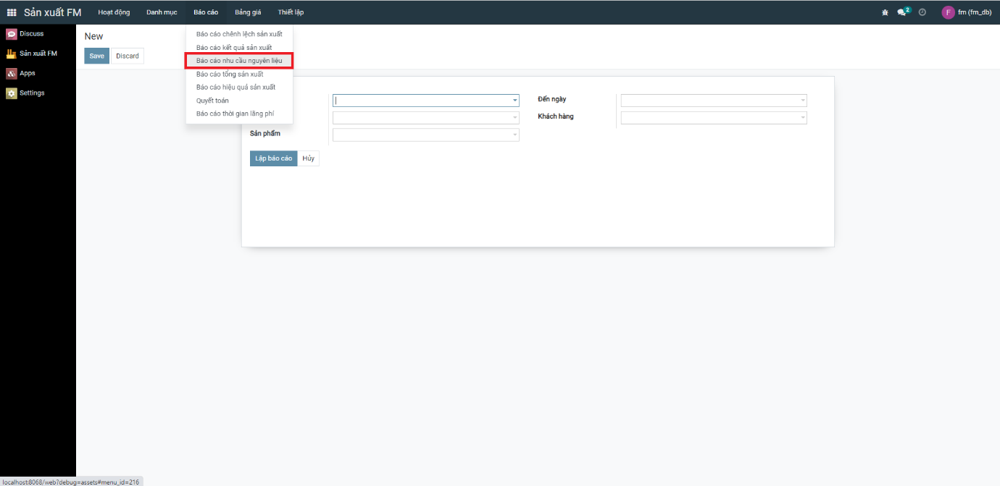 Sản xuất FM Hoạt động Danh mục Báo cáo Bảng giá Thiết lập 2 F fm (fm_db)
Discuss
Sản xuất FM
Apps
Settings
New
Save Discard
Báo cáo chênh lệch sản xuất
Báo cáo kết quả sản xuất
Báo cáo nhu cầu nguyên liệu
Báo cáo tổng sản xuất
Báo cáo hiệu quả sản xuất
Quyết toán
Báo cáo thời gian lãng phí
Đến ngày
Khách hàng
Sản phẩm
Lập báo cáo Hủy
localhost:8068/web?debug=assets#menu_id=216